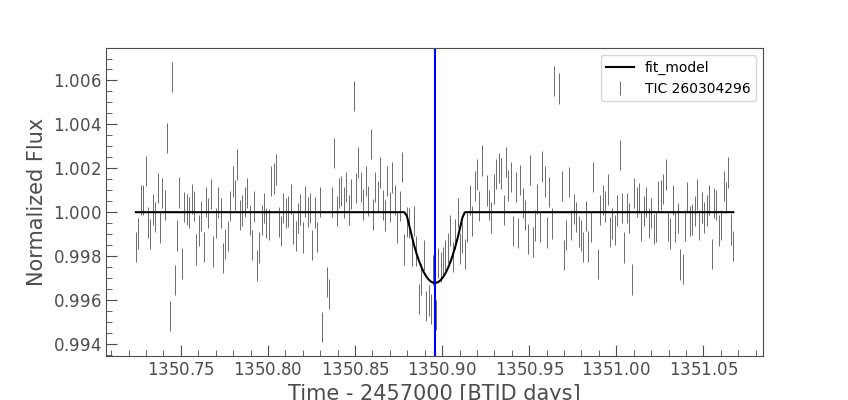 1.006
1.004
1.002
1.000
0.998
0.996
0.994
Normalized Flux
fit_model
TIC 260304296
1350.75 1350.80 1350.85 1350.90 1350.95 1351.00 1351.05
Time - 2457000 [BTJD days]